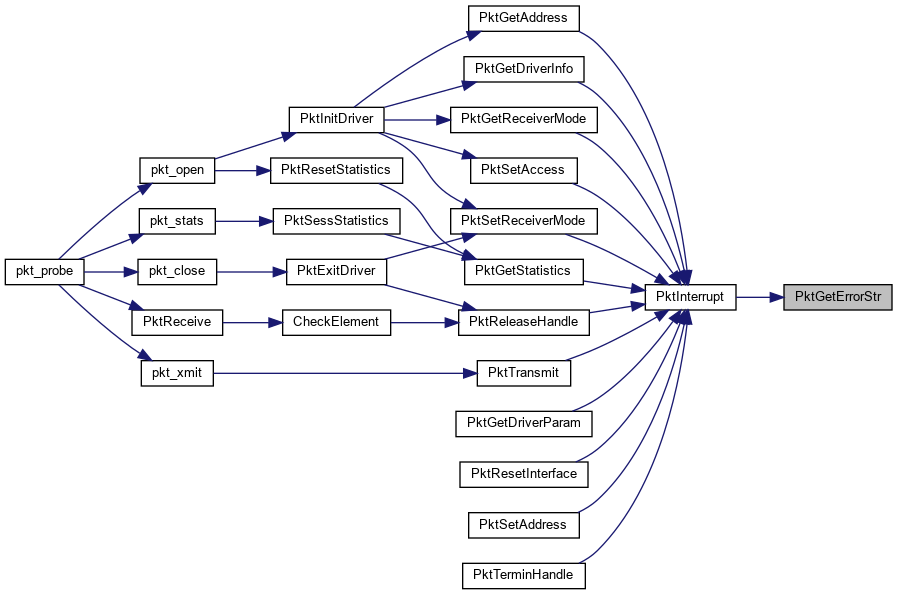 PktGetAddress
PktGetDriverInfo
PktInitDriver
PktGetReceiverMode
pkt_open
PktResetStatistics
PktSetAccess
pkt_stats
PktSessStatistics
PktSetReceiverMode
pkt_probe
pkt_close
PktExitDriver
PktGetStatistics
PktInterrupt
PktGetErrorStr
PktReceive
CheckElement
PktReleaseHandle
pkt_xmit
PktTransmit
PktGetDriverParam
PktResetInterface
PktSetAddress
PktTerminHandle